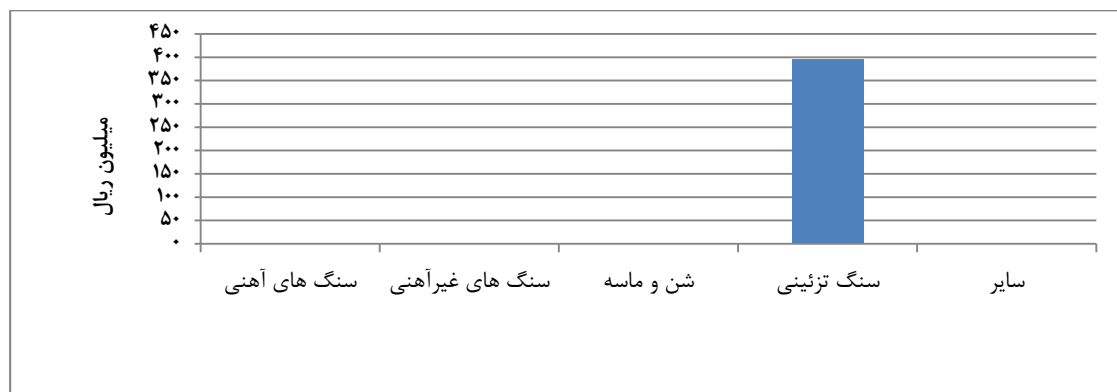 ۴۵۰
۴۰۰
۳۵۰
۳۰۰
۲۵۰
۲۰۰
۱۵۰
۱۰۰
۵۰
۰
میلیون ریال
سنگ های آهنی
سنگ های غیرآهنی
شن و ماسه
سنگ تزئینی
سایر